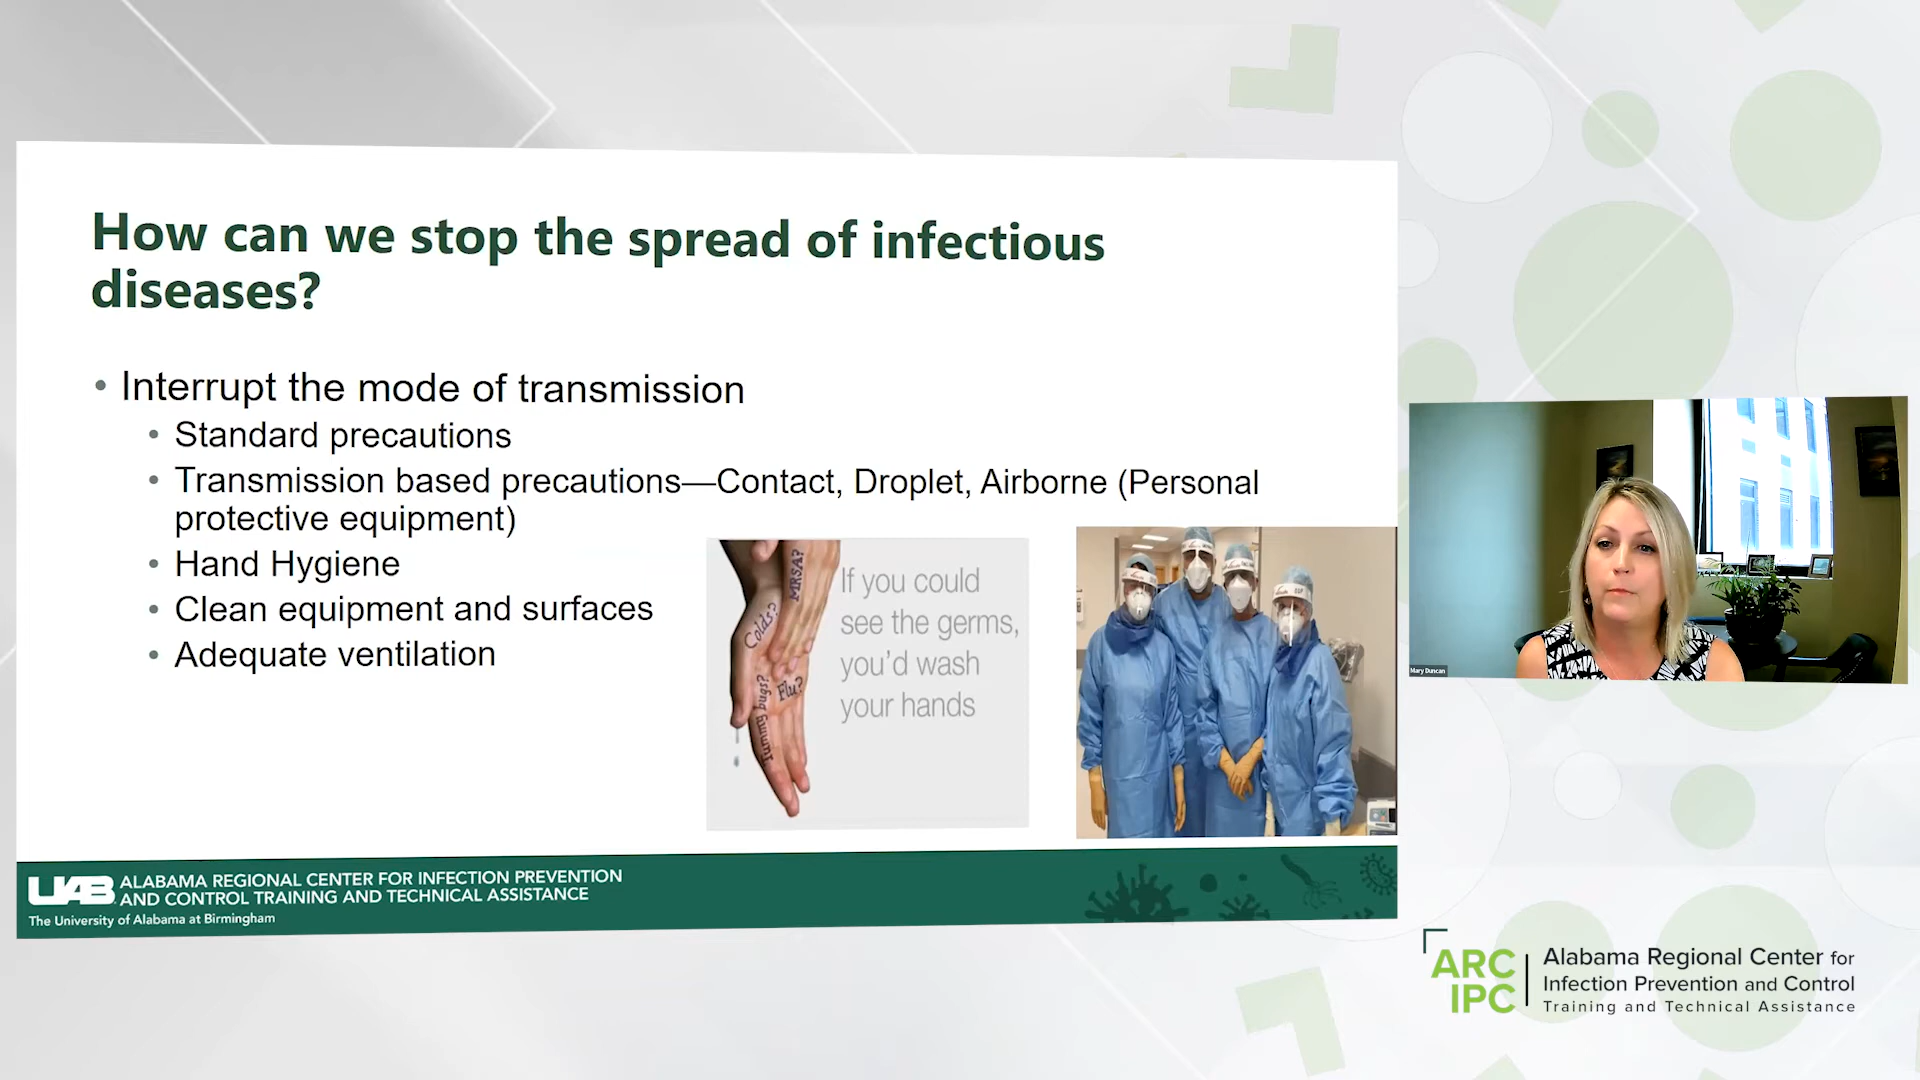 How can we stop the spread of infectious
diseases?
• Interrupt the mode of transmission
• Standard precautions
• Transmission based precautions—Contact, Droplet, Airborne (Personal
protective equipment)
• Hand Hygiene
• Clean equipment and surfaces
• Adequate ventilation
MRSA?
Colds?
Flu?
Tummy bugs?
If you could
see the germs,
you'd wash
your hands
UAB
ALABAMA REGIONAL CENTER FOR INFECTION PREVENTION
AND CONTROL TRAINING AND TECHNICAL ASSISTANCE
The University of Alabama at Birmingham
Mary Duncan
ARC
IPC
Alabama Regional Center for
Infection Prevention and Control
Training and Technical Assistance